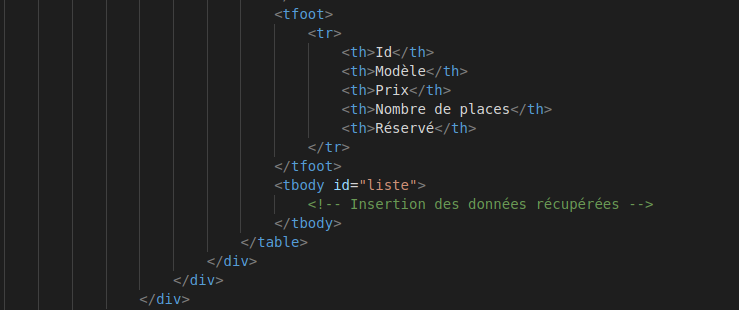 <tfoot>
<tr>
<th>Id</th>
<th>Modèle</th>
<th>Prix</th>
<th>Nombre de places</th>
<th>Réservé</th>
</tr>
</tfoot>
<tbody id="liste">
<!-- Insertion des données récupérées -->
</tbody>
</table>
</div>
</div>
</div>